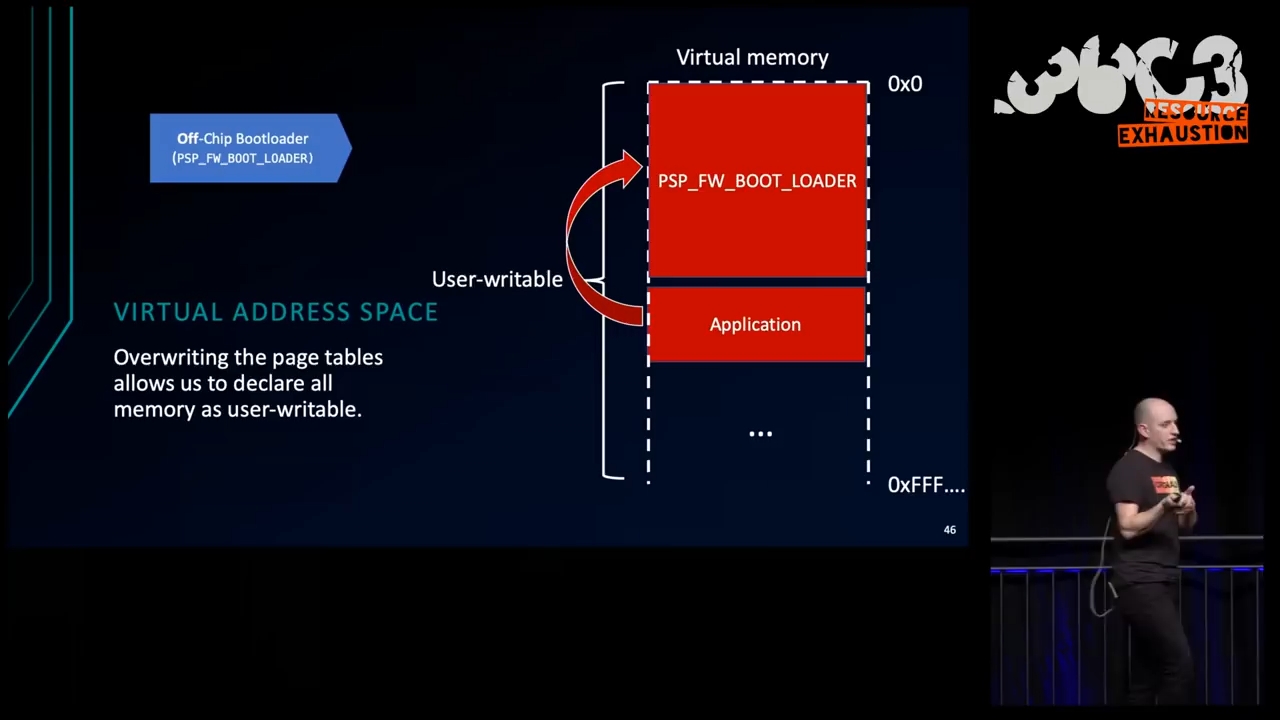 Virtual memory
0x0
Off-Chip Bootloader
(PSP_FW_BOOT_LOADER)
PSP_FW_BOOT_LOADER
User-writable
VIRTUAL ADDRESS SPACE
Application
Overwriting the page tables
allows us to declare all
memory as user-writable.
...
0xFFF....
46
36C3
RESOURCE
EXHAUSTION